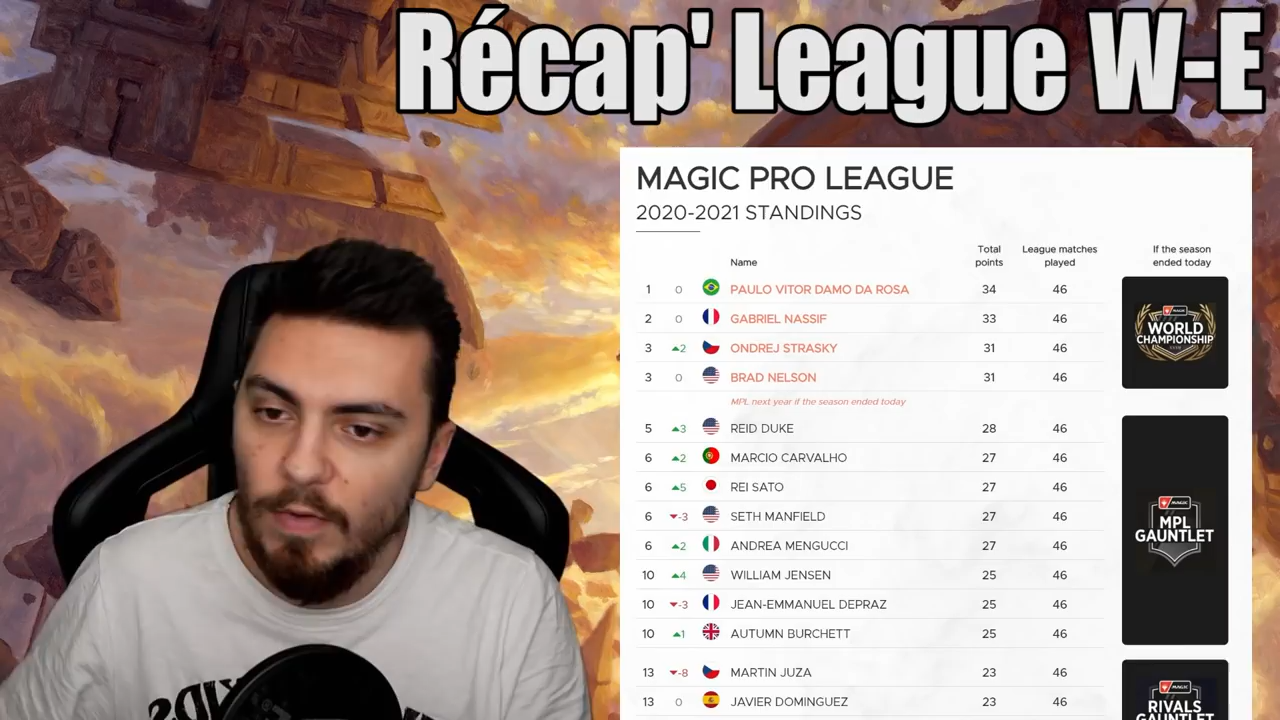 Récap' League W-E
MAGIC PRO LEAGUE
2020-2021 STANDINGS
Name Total points League matches played If the season ended today
1 0 PAULO VITOR DAMO DA ROSA 34 46
2 0 GABRIEL NASSIF 33 46
3 ▲2 ONDREJ STRASKY 31 46
3 0 BRAD NELSON 31 46
MAGIC
WORLD
CHAMPIONSHIP
MPL next year if the season ended today
5 ▲3 REID DUKE 28 46
6 ▲2 MARCIO CARVALHO 27 46
6 ▲5 REI SATO 27 46
6 ▼-3 SETH MANFIELD 27 46
6 ▲2 ANDREA MENGUCCI 27 46
10 ▲4 WILLIAM JENSEN 25 46
10 ▼-3 JEAN-EMMANUEL DEPRAZ 25 46
10 ▲1 AUTUMN BURCHETT 25 46
MAGIC
MPL
GAUNTLET
13 ▼-8 MARTIN JUZA 23 46
13 0 JAVIER DOMINGUEZ 23 46
MAGIC
RIVALS
GAUNTLET